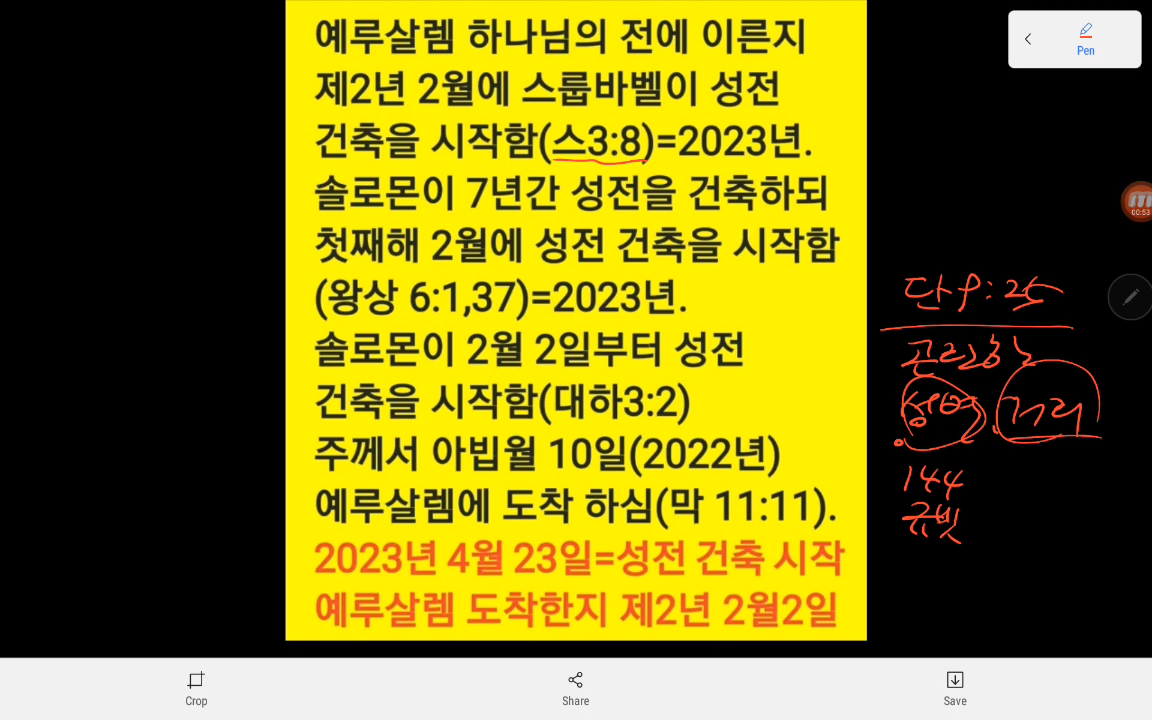 예루살렘 하나님의 전에 이른지
제2년 2월에 스룹바벨이 성전
건축을 시작함(스3:8)=2023년.
솔로몬이 7년간 성전을 건축하되
첫째해 2월에 성전 건축을 시작함
(왕상 6:1,37)=2023년.
솔로몬이 2월 2일부터 성전
건축을 시작함(대하3:2)
주께서 아빕월 10일(2022년)
예루살렘에 도착 하심(막 11:11).
2023년 4월 23일=성전 건축 시작
예루살렘 도착한지 제2년 2월2일
Pen
00:53
단9:25
144
규빗
Crop
Share
Save